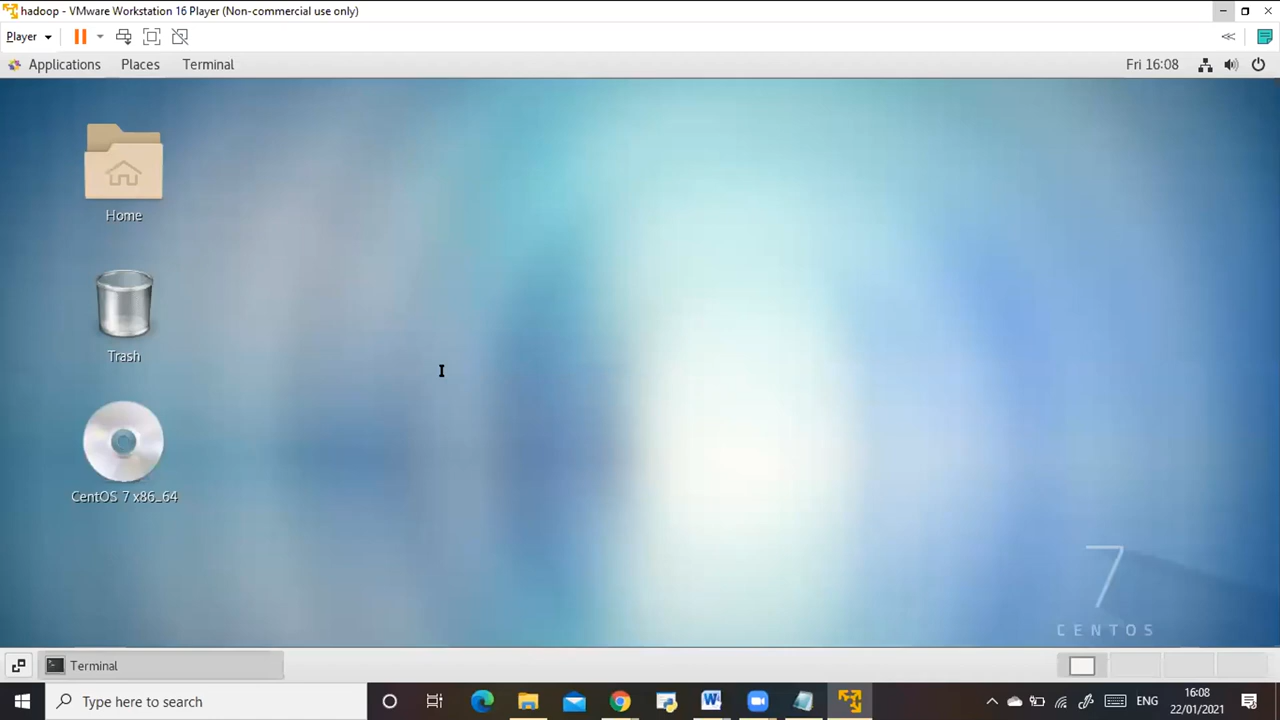 hadoop - VMware Workstation 16 Player (Non-commercial use only)
Player
Applications Places Terminal Fri 16:08
Home
Trash
CentOS 7 x86_64
7
CENTOS
Terminal
Type here to search
ENG
16:08
22/01/2021